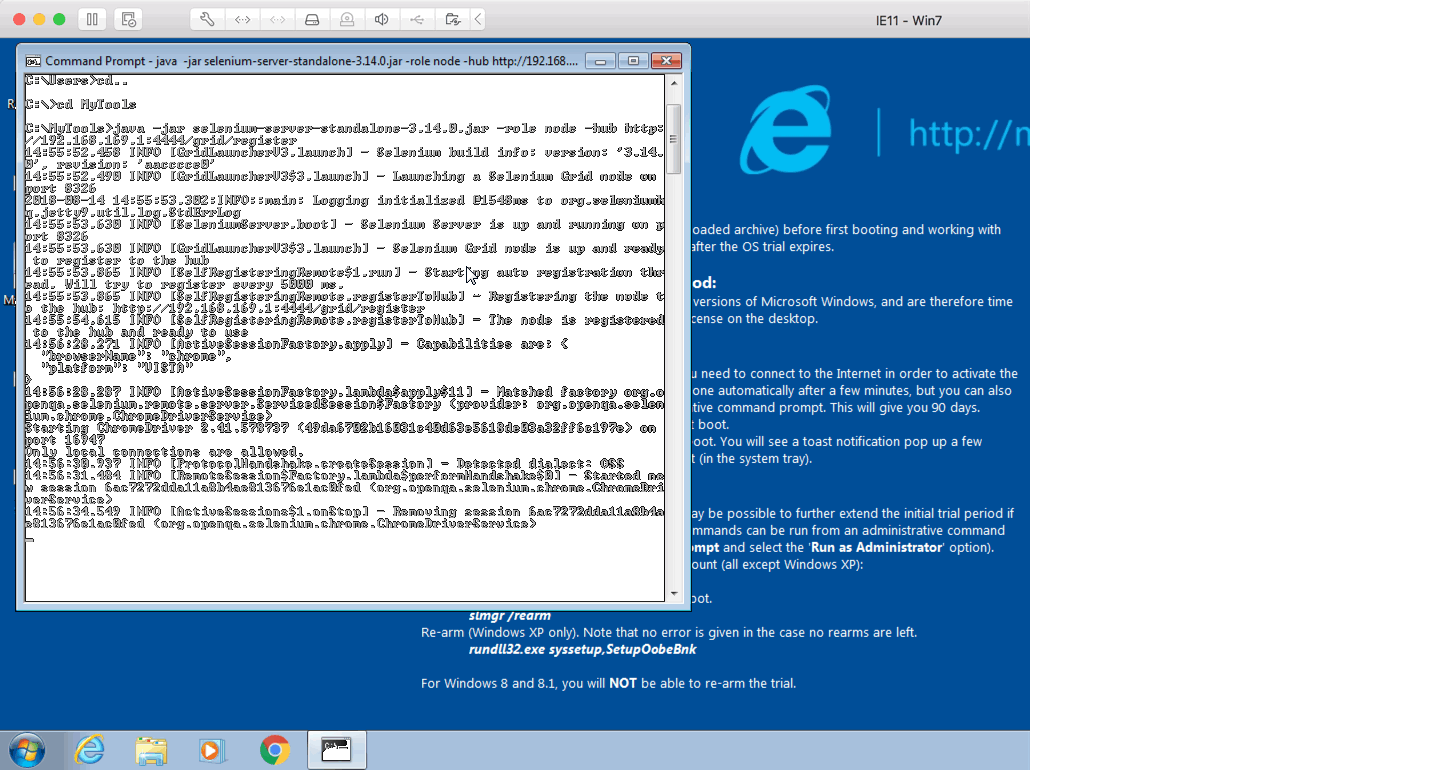 IE11 - Win7
Command Prompt - java  -jar selenium-server-standalone-3.14.0.jar -role node -hub http://192.168....
C:\Users>cd..
C:\>cd MyTools
C:\MyTools>java -jar selenium-server-standalone-3.14.0.jar -role node -hub http:
//192.168.169.1:4444/grid/register
14:55:52.458 INFO [GridLauncherV3.launch] - Selenium build info: version: '3.14.
0', revision: 'aacccce0'
14:55:52.490 INFO [GridLauncherV3$3.launch] - Launching a Selenium Grid node on
port 8326
2018-08-14 14:55:53.302:INFO::main: Logging initialized @1548ms to org.seleniumh
q.jetty9.util.log.StdErrLog
14:55:53.630 INFO [SeleniumServer.boot] - Selenium Server is up and running on p
ort 8326
14:55:53.630 INFO [GridLauncherV3$3.launch] - Selenium Grid node is up and ready
to register to the hub
14:55:53.865 INFO [SelfRegisteringRemote$1.run] - Starting auto registration thr
ead. Will try to register every 5000 ms.
14:55:53.865 INFO [SelfRegisteringRemote.registerToHub] - Registering the node t
o the hub: http://192.168.169.1:4444/grid/register
14:55:54.615 INFO [SelfRegisteringRemote.registerToHub] - The node is registered
to the hub and ready to use
14:56:28.271 INFO [ActiveSessionFactory.apply] - Capabilities are: {
"browserName": "chrome",
"platform": "VISTA"
}
14:56:28.287 INFO [ActiveSessionFactory.lambda$apply$11] - Matched factory org.o
penqa.selenium.remote.server.ServicedSession$Factory (provider: org.openqa.selen
ium.chrome.ChromeDriverService)
Starting ChromeDriver 2.41.578737 (49da6702b16031c40d63e5618de03a32ff6c197e) on
port 16947
Only local connections are allowed.
14:56:30.937 INFO [ProtocolHandshake.createSession] - Detected dialect: OSS
14:56:31.484 INFO [RemoteSession$Factory.lambda$performHandshake$0] - Started ne
w session 6ac7272dda11a8b4ae813676e1ac0fed (org.openqa.selenium.chrome.ChromeDri
verService)
14:56:34.549 INFO [ActiveSessions$1.onStop] - Removing session 6ac7272dda11a8b4a
e813676e1ac0fed (org.openqa.selenium.chrome.ChromeDriverService)
http://m
oaded archive) before first booting and working with
after the OS trial expires.
od:
versions of Microsoft Windows, and are therefore time
cense on the desktop.
u need to connect to the Internet in order to activate the
one automatically after a few minutes, but you can also
ative command prompt. This will give you 90 days.
t boot.
oot. You will see a toast notification pop up a few
t (in the system tray).
ay be possible to further extend the initial trial period if
ommands can be run from an administrative command
ompt and select the 'Run as Administrator' option).
ount (all except Windows XP):
oot.
slmgr /rearm
Re-arm (Windows XP only). Note that no error is given in the case no rearms are left.
rundll32.exe syssetup,SetupOobeBnk
For Windows 8 and 8.1, you will NOT be able to re-arm the trial.